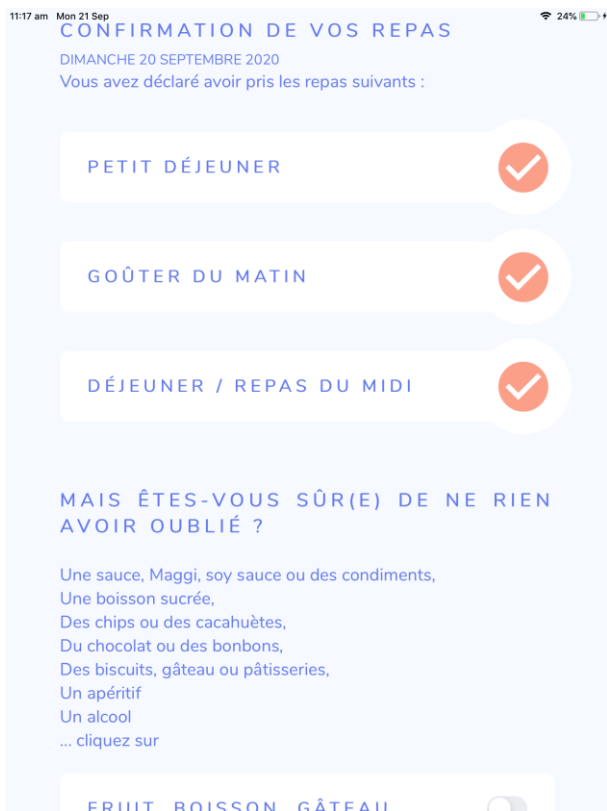 11:17 am Mon 21 Sep 24%
CONFIRMATION DE VOS REPAS
DIMANCHE 20 SEPTEMBRE 2020
Vous avez déclaré avoir pris les repas suivants :
PETIT DÉJEUNER
GOÛTER DU MATIN
DÉJEUNER / REPAS DU MIDI
MAIS ÊTES-VOUS SÛR(E) DE NE RIEN
AVOIR OUBLIÉ ?
Une sauce, Maggi, soy sauce ou des condiments,
Une boisson sucrée,
Des chips ou des cacahuètes,
Du chocolat ou des bonbons,
Des biscuits, gâteau ou pâtisseries,
Un apéritif
Un alcool
... cliquez sur
FRUIT, BOISSON, GÂTEAU